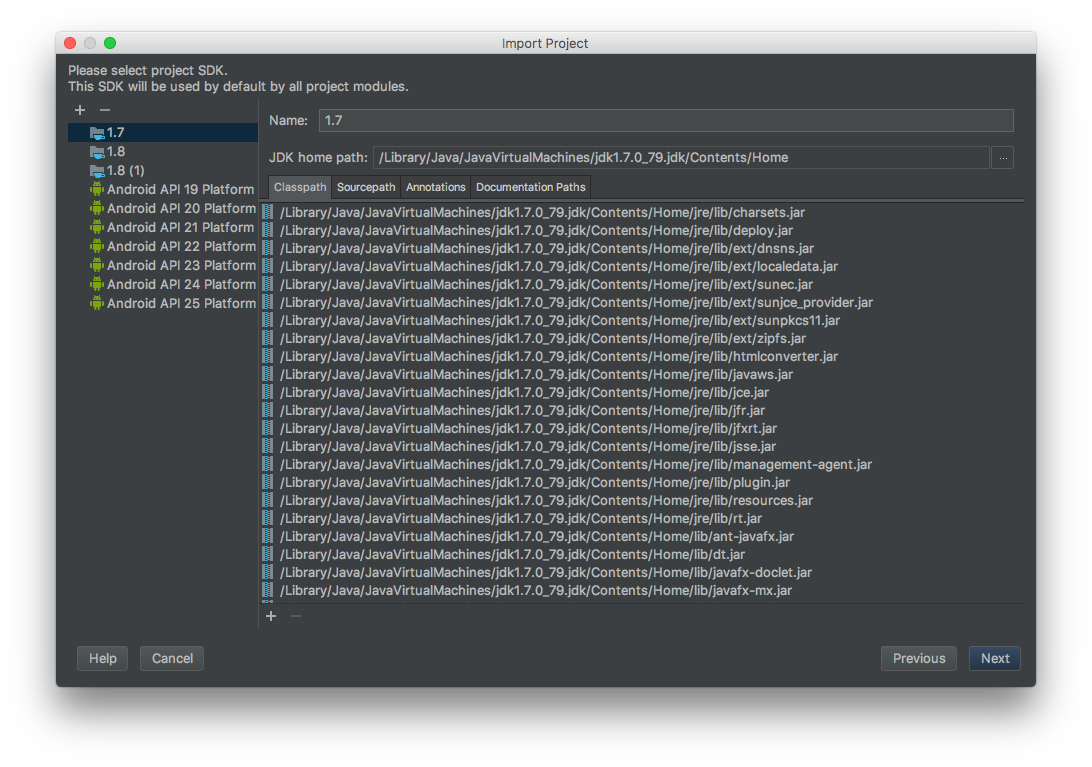 Import Project
Please select project SDK.
This SDK will be used by default by all project modules.
1.7
1.8
1.8 (1)
Android API 19 Platform
Android API 20 Platform
Android API 21 Platform
Android API 22 Platform
Android API 23 Platform
Android API 24 Platform
Android API 25 Platform
Name: 1.7
JDK home path: /Library/Java/JavaVirtualMachines/jdk1.7.0_79.jdk/Contents/Home ...
Classpath Sourcepath Annotations Documentation Paths
/Library/Java/JavaVirtualMachines/jdk1.7.0_79.jdk/Contents/Home/jre/lib/charsets.jar
/Library/Java/JavaVirtualMachines/jdk1.7.0_79.jdk/Contents/Home/jre/lib/deploy.jar
/Library/Java/JavaVirtualMachines/jdk1.7.0_79.jdk/Contents/Home/jre/lib/ext/dnsns.jar
/Library/Java/JavaVirtualMachines/jdk1.7.0_79.jdk/Contents/Home/jre/lib/ext/localedata.jar
/Library/Java/JavaVirtualMachines/jdk1.7.0_79.jdk/Contents/Home/jre/lib/ext/sunec.jar
/Library/Java/JavaVirtualMachines/jdk1.7.0_79.jdk/Contents/Home/jre/lib/ext/sunjce_provider.jar
/Library/Java/JavaVirtualMachines/jdk1.7.0_79.jdk/Contents/Home/jre/lib/ext/sunpkcs11.jar
/Library/Java/JavaVirtualMachines/jdk1.7.0_79.jdk/Contents/Home/jre/lib/ext/zipfs.jar
/Library/Java/JavaVirtualMachines/jdk1.7.0_79.jdk/Contents/Home/jre/lib/htmlconverter.jar
/Library/Java/JavaVirtualMachines/jdk1.7.0_79.jdk/Contents/Home/jre/lib/javaws.jar
/Library/Java/JavaVirtualMachines/jdk1.7.0_79.jdk/Contents/Home/jre/lib/jce.jar
/Library/Java/JavaVirtualMachines/jdk1.7.0_79.jdk/Contents/Home/jre/lib/jfr.jar
/Library/Java/JavaVirtualMachines/jdk1.7.0_79.jdk/Contents/Home/jre/lib/jfxrt.jar
/Library/Java/JavaVirtualMachines/jdk1.7.0_79.jdk/Contents/Home/jre/lib/jsse.jar
/Library/Java/JavaVirtualMachines/jdk1.7.0_79.jdk/Contents/Home/jre/lib/management-agent.jar
/Library/Java/JavaVirtualMachines/jdk1.7.0_79.jdk/Contents/Home/jre/lib/plugin.jar
/Library/Java/JavaVirtualMachines/jdk1.7.0_79.jdk/Contents/Home/jre/lib/resources.jar
/Library/Java/JavaVirtualMachines/jdk1.7.0_79.jdk/Contents/Home/jre/lib/rt.jar
/Library/Java/JavaVirtualMachines/jdk1.7.0_79.jdk/Contents/Home/lib/ant-javafx.jar
/Library/Java/JavaVirtualMachines/jdk1.7.0_79.jdk/Contents/Home/lib/dt.jar
/Library/Java/JavaVirtualMachines/jdk1.7.0_79.jdk/Contents/Home/lib/javafx-doclet.jar
/Library/Java/JavaVirtualMachines/jdk1.7.0_79.jdk/Contents/Home/lib/javafx-mx.jar
Help Cancel Previous Next